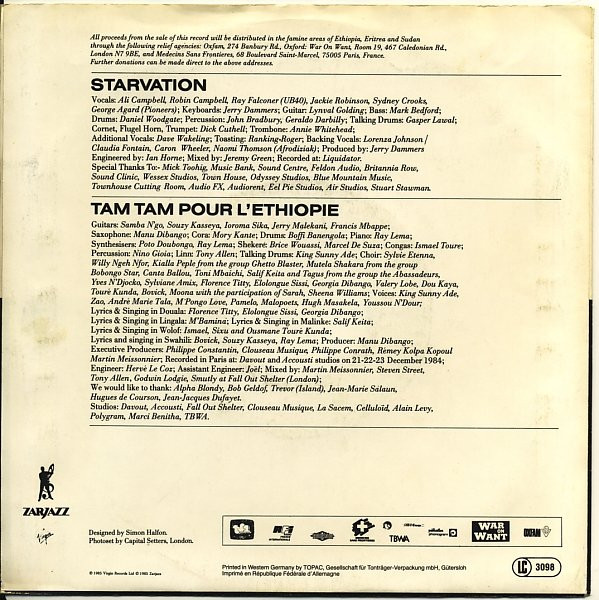 All proceeds from the sale of this record will be distributed in the famine areas of Ethiopia, Eritrea and Sudan
through the following relief agencies: Oxfam, 274 Banbury Rd., Oxford: War On Want, Room 19, 467 Caledonian Rd.,
London N7 9BE, and Medecins Sans Frontieres, 68 Boulevard Saint-Marcel, 75005 Paris, France.
Further donations can be made direct to the above addresses.
STARVATION
Vocals: Ali Campbell, Robin Campbell, Ray Falconer (UB40), Jackie Robinson, Sydney Crooks,
George Agard (Pioneers); Keyboards: Jerry Dammers; Guitar: Lynval Golding; Bass: Mark Bedford;
Drums: Daniel Woodgate; Percussion: John Bradbury, Geraldo Darbilly; Talking Drums: Gasper Lawal;
Cornet, Flugel Horn, Trumpet: Dick Cuthell; Trombone: Annie Whitehead;
Additional Vocals: Dave Wakeling; Toasting: Ranking-Roger; Backing Vocals: Lorenza Johnson/
Claudia Fontain, Caron Wheeler, Naomi Thomson (Afrodiziak); Produced by: Jerry Dammers
Engineered by: Ian Horne; Mixed by: Jeremy Green; Recorded at: Liquidator.
Special Thanks To:- Mick Toohig, Music Bank, Sound Centre, Feldon Audio, Britannia Row,
Sound Clinic, Wessex Studios, Town House, Odyssey Studios, Blue Mountain Music,
Townhouse Cutting Room, Audio FX, Audiorent, Eel Pie Studios, Air Studios, Stuart Stawman.
TAM TAM POUR L'ETHIOPIE
Guitars: Samba N'go, Souzy Kasseya, Ioroma Sika, Jerry Malekani, Francis Mbappe;
Saxophone: Manu Dibango; Cora: Mory Kante; Drums: Boffi Banengola; Piano: Ray Lema;
Synthesisers: Poto Doubongo, Ray Lema; Shekere: Brice Wouassi, Marcel De Suza; Congas: Ismael Toure;
Percussion: Nino Gioia; Linn: Tony Allen; Talking Drums: King Sunny Ade; Choir: Sylvie Etenna,
Willy Ngeh Nfor, Kialla Peple from the group Ghetto Blaster, Mutela Shakara from the group
Bobongo Star, Canta Ballou, Toni Mbaichi, Salif Keita and Tagus from the group the Abassadeurs,
Yves N'Djocko, Sylviane Amix, Florence Titty, Elolongue Sissi, Georgia Dibango, Valery Lobe, Dou Kaya,
Tourè Kunda, Bovick, Moona with the participation of Sarah, Sheena Williams; Voices: King Sunny Ade,
Zao, Andrè Marie Tala, M'Pongo Love, Pamelo, Malopoets, Hugh Masakela, Youssou N'Dour;
Lyrics & Singing in Douala: Florence Titty, Elolongue Sissi, Georgia Dibango;
Lyrics & Singing in Lingala: M'Bamina; Lyrics & Singing in Malinke: Salif Keita;
Lyrics & Singing in Wolof: Ismael, Sixu and Ousmane Tourè Kunda;
Lyrics and singing in Swahili: Bovick, Souzy Kasseya, Ray Lema; Producer: Manu Dibango;
Executive Producers: Philippe Constantin, Clouseau Musique, Philippe Conrath, Rèmey Kolpa Kopoul
Martin Meissonnier; Recorded in Paris at: Davout and Accousti studios on 21-22-23 December 1984;
Engineer: Hervè Le Coz; Assistant Engineer: Joël; Mixed by: Martin Meissonnier, Steven Street,
Tony Allen, Godwin Lodgie, Smutly at Fall Out Shelter (London);
We would like to thank: Alpha Blondy, Bob Geldof, Trevor (Island), Jean-Marie Sälaun,
Hugues de Courson, Jean-Jacques Dufayet.
Studios: Davout, Accousti, Fall Out Shelter, Clouseau Musique, La Sacem, Celluloïd, Alain Levy,
Polygram, Marci Benitha, TBWA.
ZARJAZZ
Virgin
Designed by Simon Halfon.
Photoset by Capital Setters, London.
TBWA
WAR ON WANT
OXFAM
LC 3098
© 1985 Virgin Records Ltd ℗ 1985 Zarjazz
Printed in Western Germany by TOPAC, Gesellschaft für Tonträger-Verpackung mbH, Gütersloh
Imprimé en République Fédérale d'Allemagne